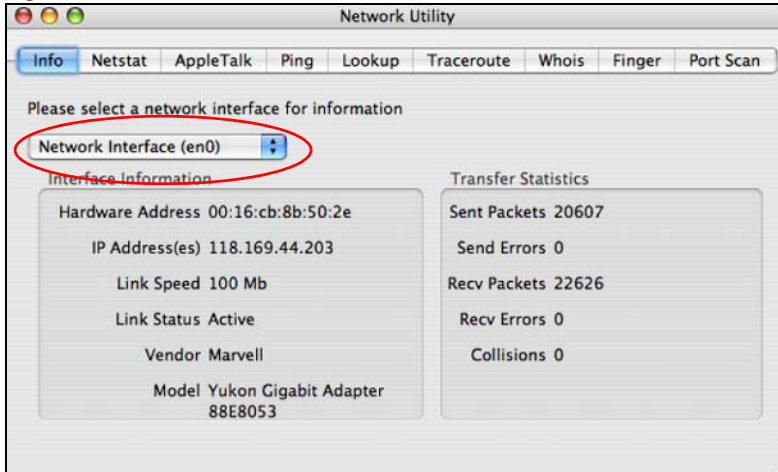 Network Utility
Info Netstat AppleTalk Ping Lookup Traceroute Whois Finger Port Scan
Please select a network interface for information
Network Interface (en0)
Interface Information
Hardware Address 00:16:cb:8b:50:2e
IP Address(es) 118.169.44.203
Link Speed 100 Mb
Link Status Active
Vendor Marvell
Model Yukon Gigabit Adapter
88E8053
Transfer Statistics
Sent Packets 20607
Send Errors 0
Recv Packets 22626
Recv Errors 0
Collisions 0